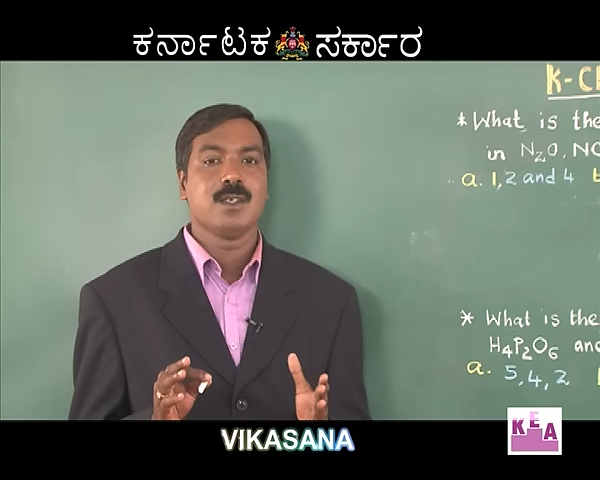 ಕರ್ನಾಟಕ ಸರ್ಕಾರ
K-C
* What is the
in N₂O, NO
a. 1, 2 and 4
* What is the
H₄P₂O₆ and
a. 5, 4, 2
KEA
VIKASANA